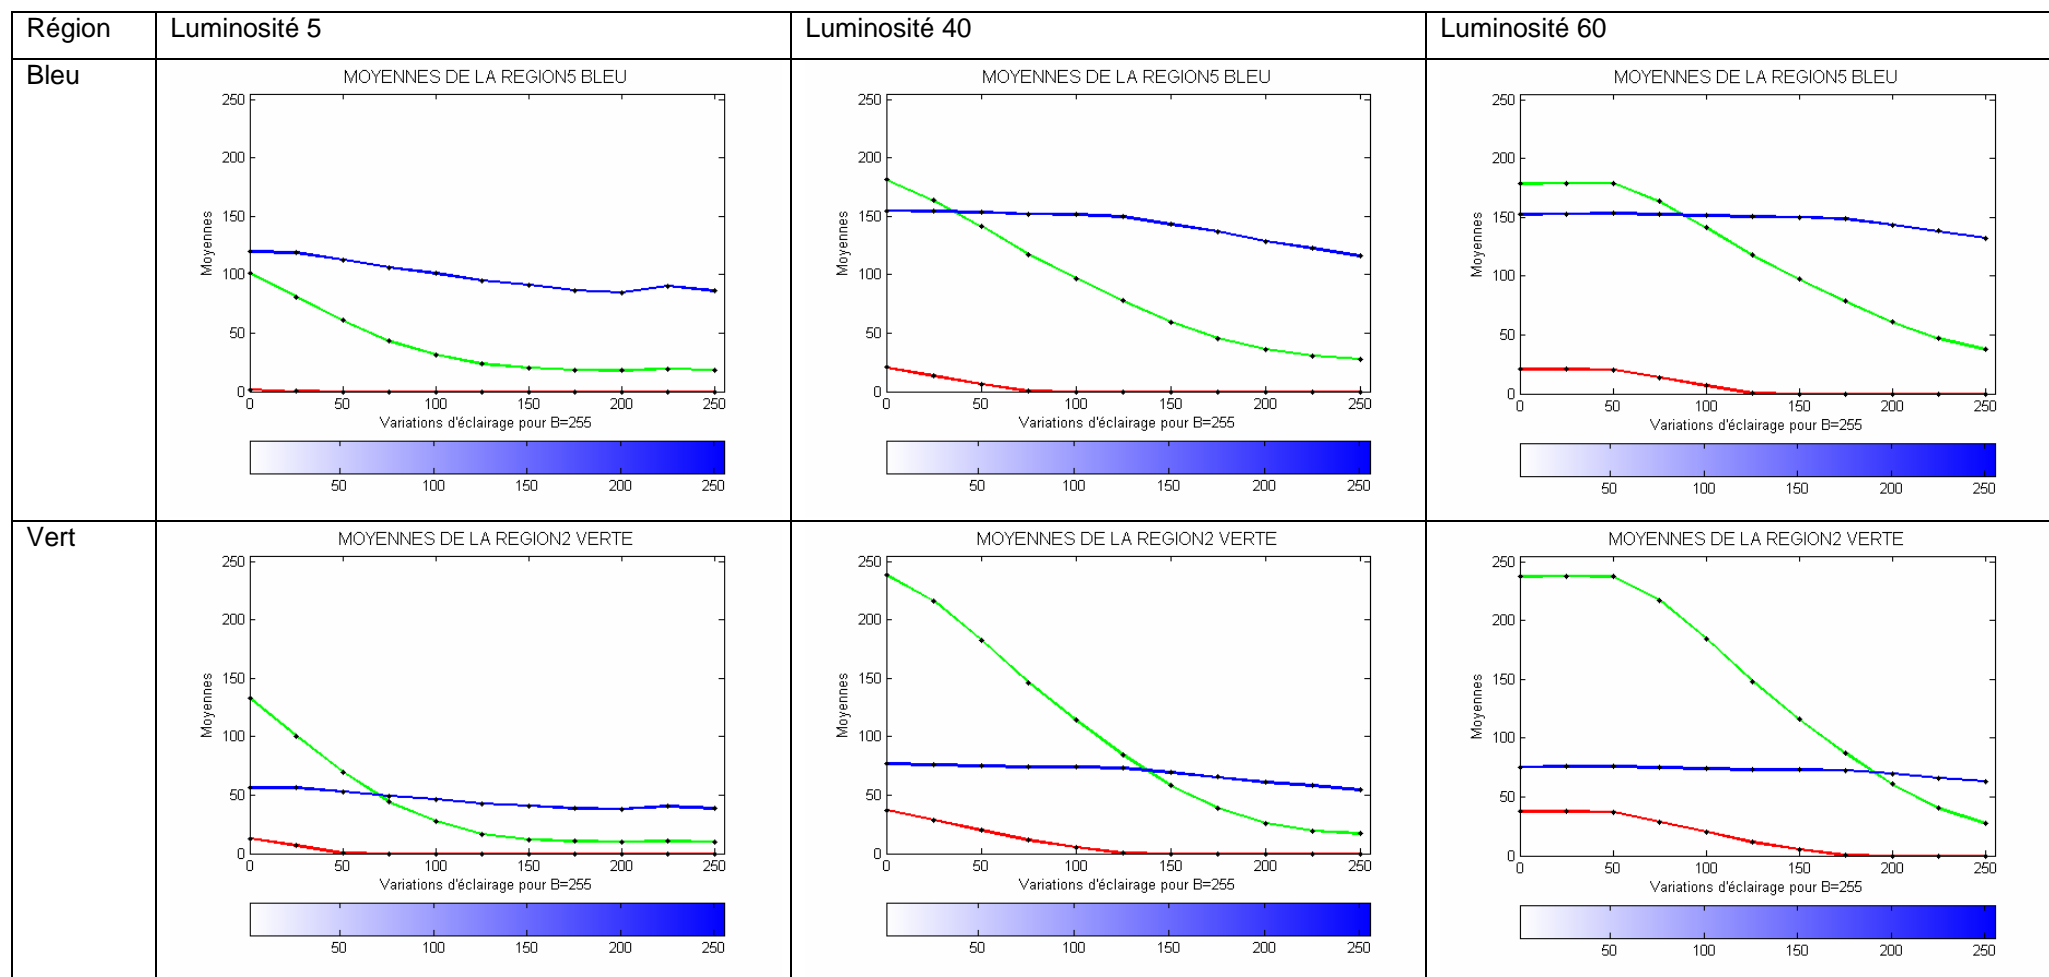 Région
Luminosité 5
Luminosité 40
Luminosité 60
Bleu
MOYENNES DE LA REGION5 BLEU
250
200
150
100
50
0
Moyennes
0 50 100 150 200 250
Variations d'éclairage pour B=255
50 100 150 200 250
MOYENNES DE LA REGION5 BLEU
250
200
150
100
50
0
Moyennes
0 50 100 150 200 250
Variations d'éclairage pour B=255
50 100 150 200 250
MOYENNES DE LA REGION5 BLEU
250
200
150
100
50
0
Moyennes
0 50 100 150 200 250
Variations d'éclairage pour B=255
50 100 150 200 250
Vert
MOYENNES DE LA REGION2 VERTE
250
200
150
100
50
0
Moyennes
0 50 100 150 200 250
Variations d'éclairage pour B=255
50 100 150 200 250
MOYENNES DE LA REGION2 VERTE
250
200
150
100
50
0
Moyennes
0 50 100 150 200 250
Variations d'éclairage pour B=255
50 100 150 200 250
MOYENNES DE LA REGION2 VERTE
250
200
150
100
50
0
Moyennes
0 50 100 150 200 250
Variations d'éclairage pour B=255
50 100 150 200 250